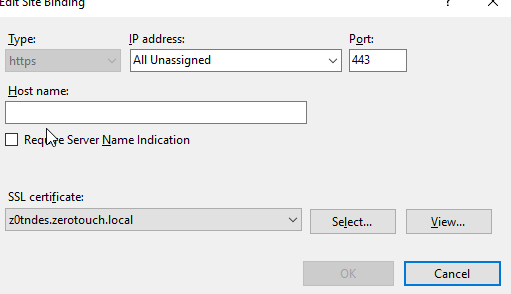 Edit Site Binding
?
Type:
IP address:
Port:
https
All Unassigned
443
Host name:
Require Server Name Indication
SSL certificate:
z0tndes.zerotouch.local
Select...
View...
OK
Cancel